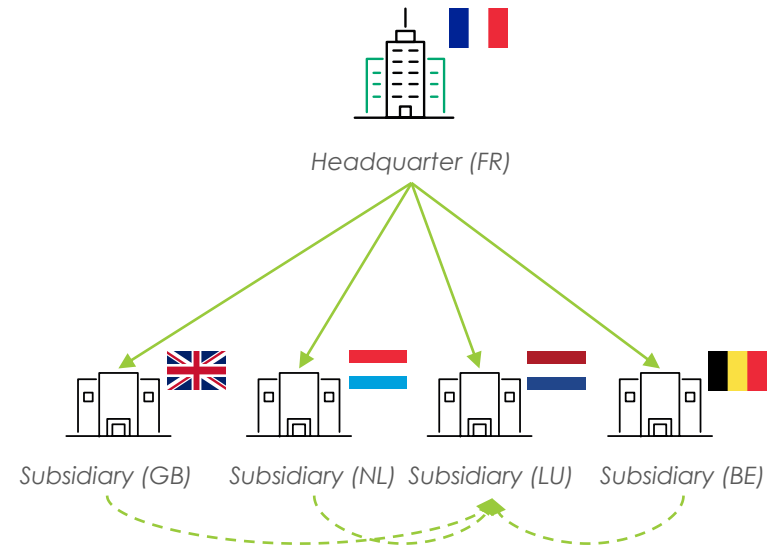 Headquarter (FR)
Subsidiary (GB)
Subsidiary (NL)
Subsidiary (LU)
Subsidiary (BE)